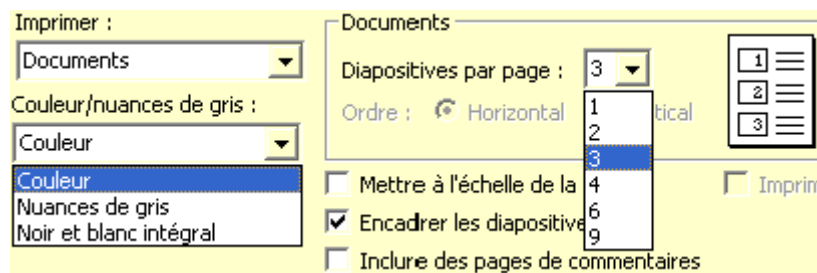 Imprimer :
Documents
Couleur/nuances de gris :
Couleur
Couleur
Nuances de gris
Noir et blanc intégral
Documents
Diapositives par page : 3
Ordre : Horizontal tical
1
2
3
4
6
9
1
2
3
Mettre à l'échelle de la
Imprim
Encadrer les diapositive
Inclure des pages de commentaires